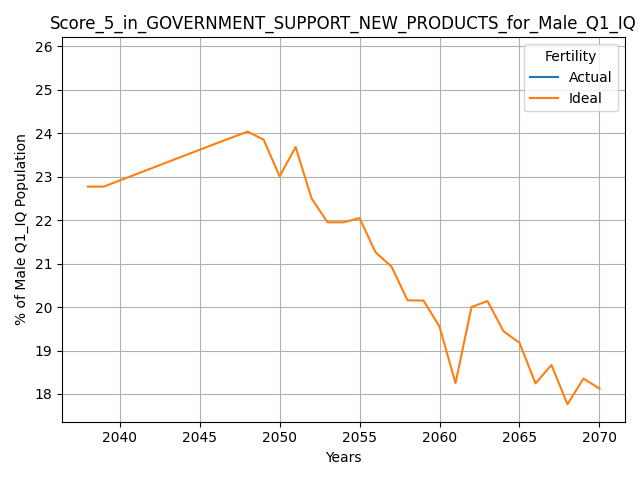 Score_5_in_GOVERNMENT_SUPPORT_NEW_PRODUCTS_for_Male_Q1_IQ
Fertility
Actual
Ideal
% of Male Q1_IQ Population
26
25
24
23
22
21
20
19
18
2040 2045 2050 2055 2060 2065 2070
Years